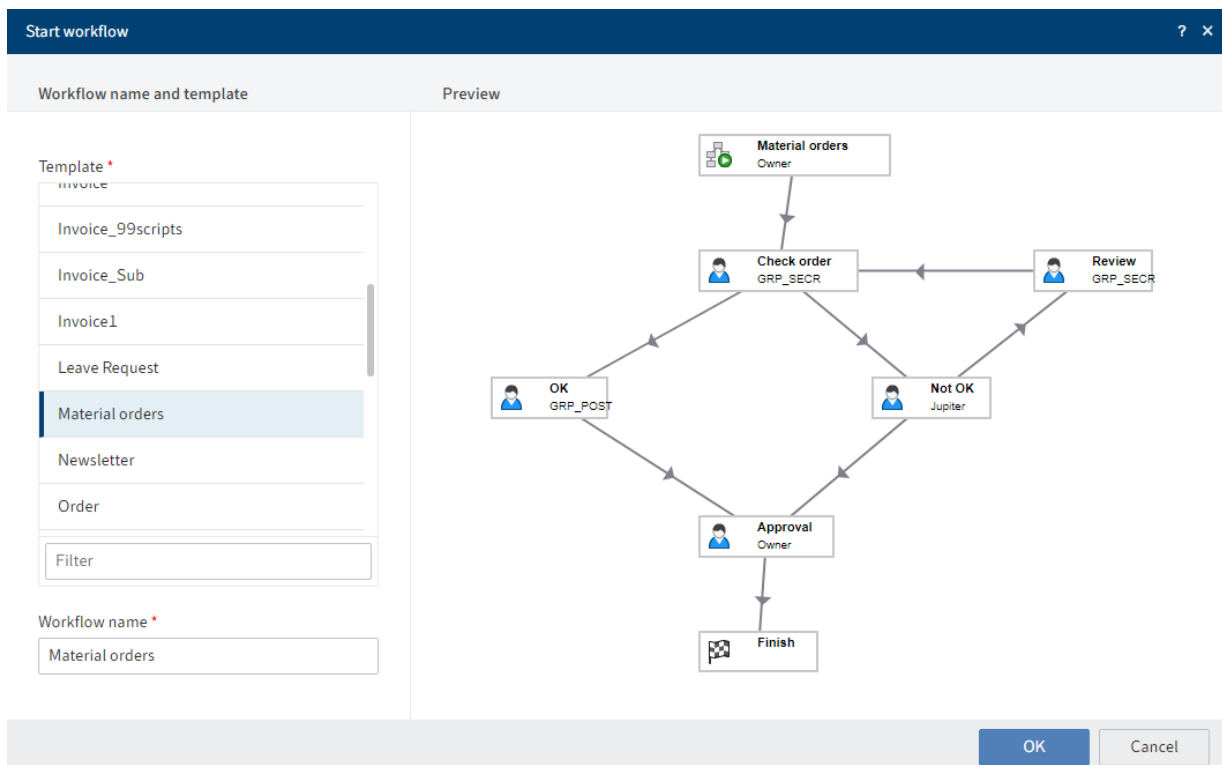 Start workflow
? ×
Workflow name and template
Preview
Template *
Invoice
Invoice_99scripts
Invoice_Sub
Invoice1
Leave Request
Material orders
Newsletter
Order
Filter
Workflow name *
Material orders
Material orders
Owner
Check order
GRP_SECR
Review
GRP_SECR
OK
GRP_POST
Not OK
Jupiter
Approval
Owner
Finish
OK
Cancel